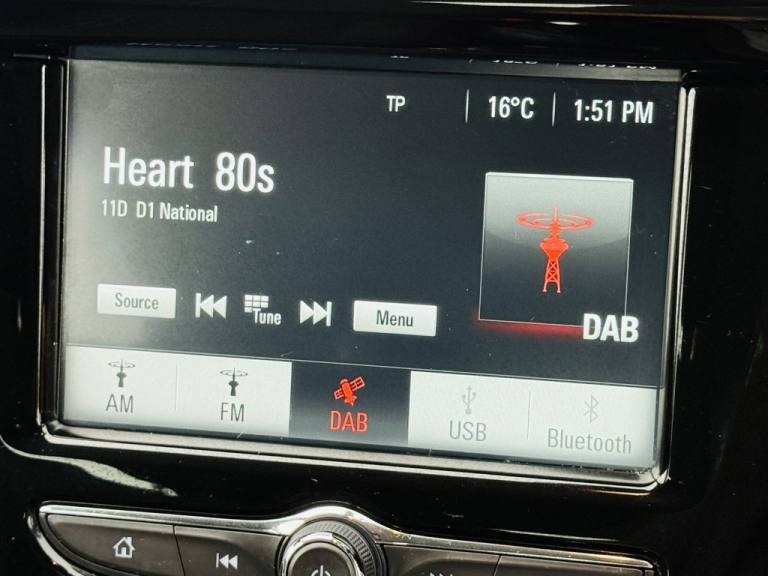 TP 16°C 1:51 PM
Heart 80s
11D D1 National
Source Tune Menu
DAB
AM FM DAB USB Bluetooth